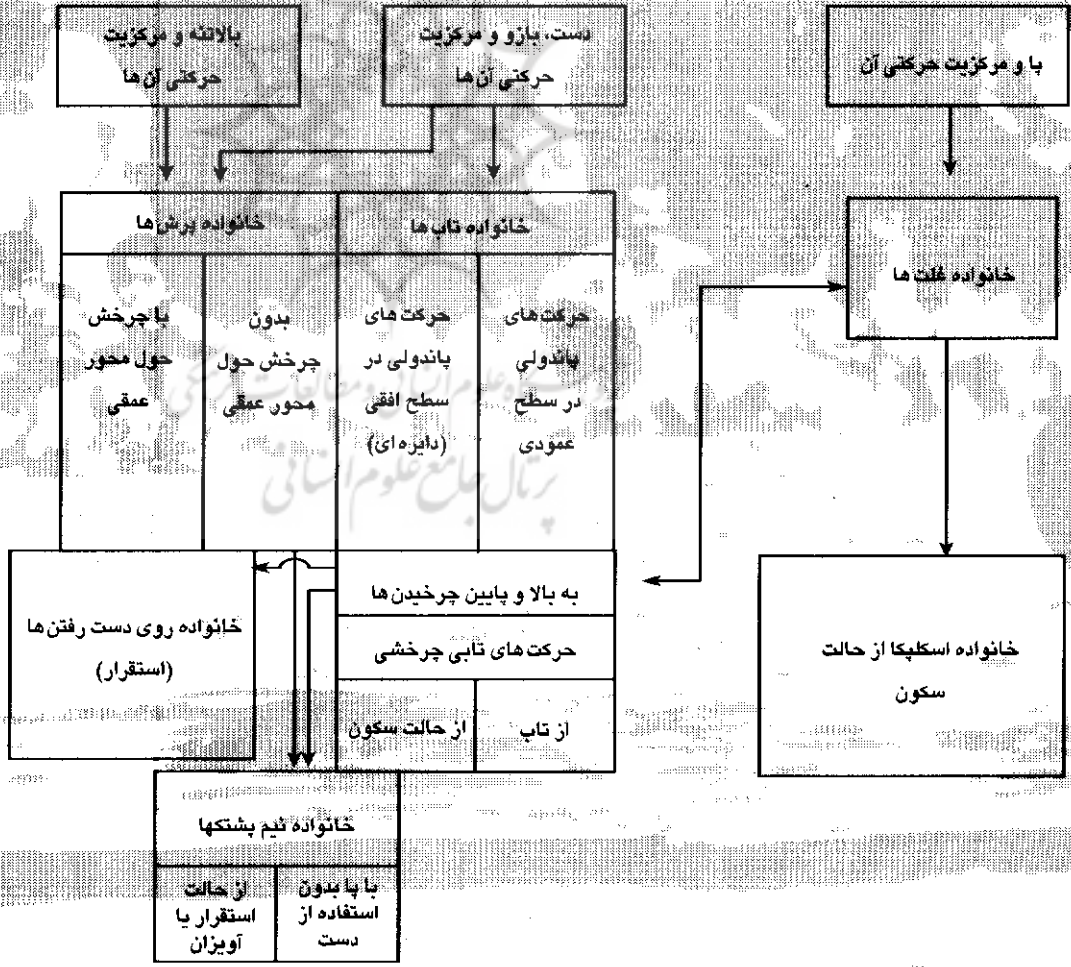 پا و مرکزیت حرکتی آن
دست، بازو و مرکزیت
حرکتی آن ها
بالاتنه و مرکزیت
حرکتی آن ها
خانواده غلت ها
خانواده تاب ها
خانواده پرش ها
حرکت های
پاندولی
در سطح
عمودی
حرکت های
پاندولی در
سطح افقی
(دایره ای)
بدون
چرخش حول
محور عمقی
با چرخش
حول محور
عمقی
پرتال جامع علوم انسانی
خانواده اسکلپکا از حالت
سکون
به بالا و پایین چرخیدن ها
حرکت های تابی چرخشی
از تاب
از حالت سکون
خانواده روی دست رفتن ها
(استقرار)
خانواده نیم پشتکها
با پا بدون
استفاده از
دست
از حالت
استقرار یا
آویزان